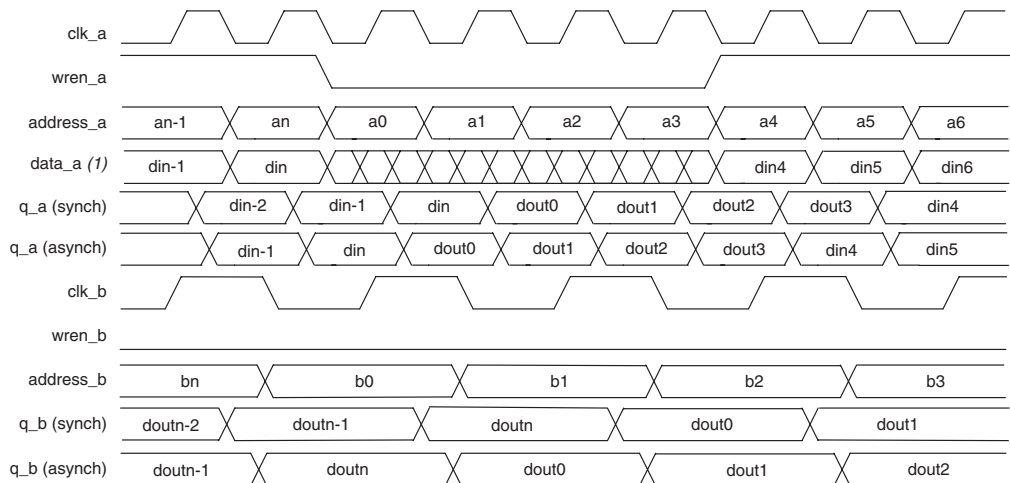 clk_a
wren_a
address_a an-1 an a0 a1 a2 a3 a4 a5 a6
data_a (1) din-1 din din4 din5 din6
q_a (synch) din-2 din-1 din dout0 dout1 dout2 dout3 din4
q_a (asynch) din-1 din dout0 dout1 dout2 dout3 din4 din5
clk_b
wren_b
address_b bn b0 b1 b2 b3
q_b (synch) doutn-2 doutn-1 doutn dout0 dout1
q_b (asynch) doutn-1 doutn dout0 dout1 dout2